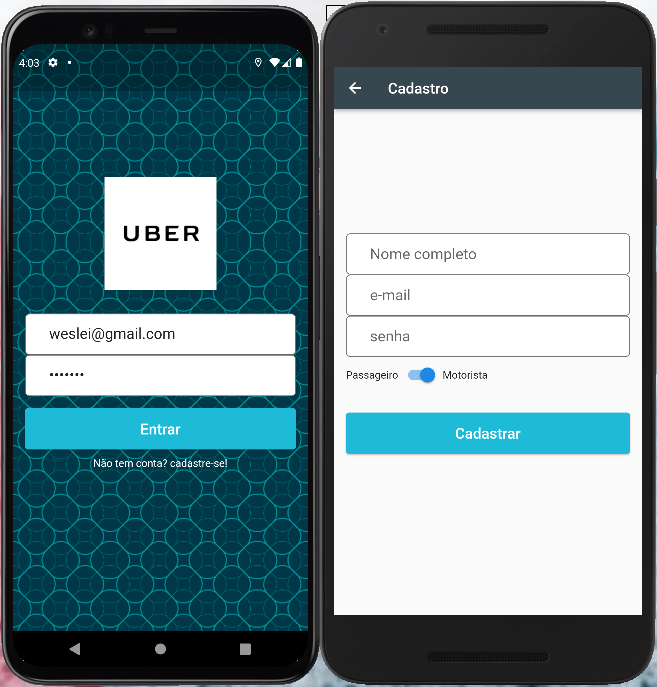 4:03
UBER
weslei@gmail.com
•••••••
Entrar
Não tem conta? cadastre-se!
Cadastro
Nome completo
e-mail
senha
Passageiro Motorista
Cadastrar